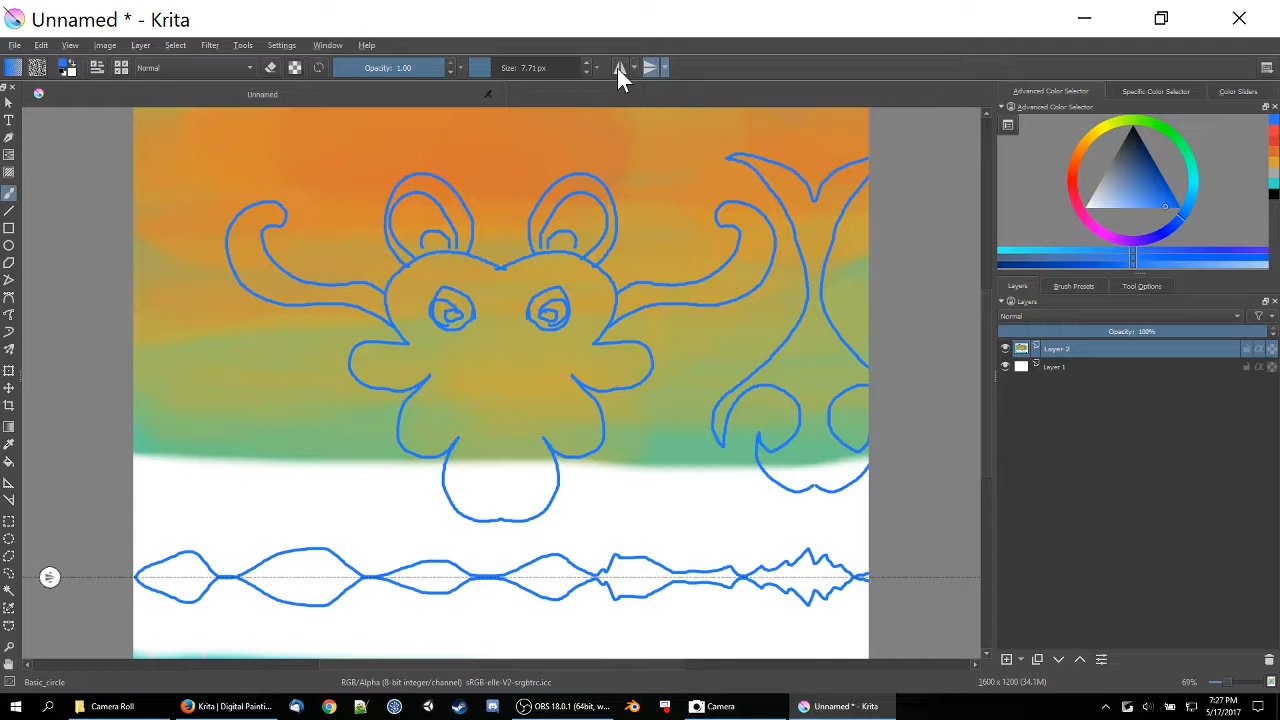 Unnamed * - Krita
File Edit View Image Layer Select Filter Tools Settings Window Help
Normal Opacity: 1.00 Size: 7.71 px
Unnamed
Advanced Color Selector Specific Color Selector Color Sliders
Advanced Color Selector
Layers Brush Presets Tool Options
Layers
Normal
Opacity: 100%
Layer 2
Layer 1
Basic_circle RGB/Alpha (8-bit integer/channel) sRGB-elle-V2-srgbtrc.icc 1600 x 1200 (34.1M) 69%
Camera Roll Krita | Digital Painti... OBS 18.0.1 (64bit, w... Camera Unnamed * - Krita 7:27 PM
5/17/2017